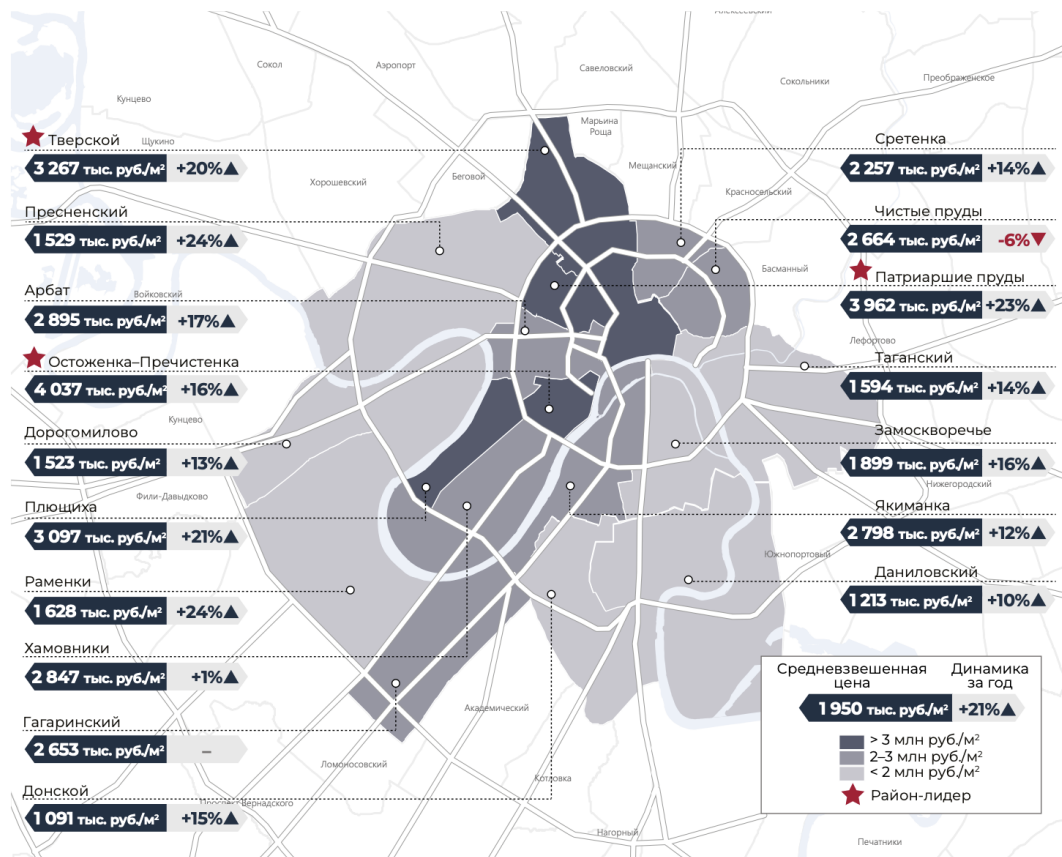 Алексеевский
Сокол
Аэропорт
Савеловский
Сокольники
Преображенское
Кунцево
Марьина
Роща
Щукино
Хорошевский
Беговой
Мещанский
Красносельский
Войковский
Басманный
Лефортово
Кунцево
Фили-Давыдково
Нижегородский
Южнопортовый
Академический
Ломоносовский
Котловка
Проспект Вернадского
Нагорный
Печатники
Тверской
3 267 тыс. руб./м² +20%▲
Пресненский
1 529 тыс. руб./м² +24%▲
Арбат
2 895 тыс. руб./м² +17%▲
Остоженка–Пречистенка
4 037 тыс. руб./м² +16%▲
Дорогомилово
1 523 тыс. руб./м² +13%▲
Плющиха
3 097 тыс. руб./м² +21%▲
Раменки
1 628 тыс. руб./м² +24%▲
Хамовники
2 847 тыс. руб./м² +1%▲
Гагаринский
2 653 тыс. руб./м² –
Донской
1 091 тыс. руб./м² +15%▲
Сретенка
2 257 тыс. руб./м² +14%▲
Чистые пруды
2 664 тыс. руб./м² -6%▼
Патриаршие пруды
3 962 тыс. руб./м² +23%▲
Таганский
1 594 тыс. руб./м² +14%▲
Замоскворечье
1 899 тыс. руб./м² +16%▲
Якиманка
2 798 тыс. руб./м² +12%▲
Даниловский
1 213 тыс. руб./м² +10%▲
Средневзвешенная
цена
Динамика
за год
1 950 тыс. руб./м² +21%▲
> 3 млн руб./м²
2–3 млн руб./м²
< 2 млн руб./м²
Район-лидер